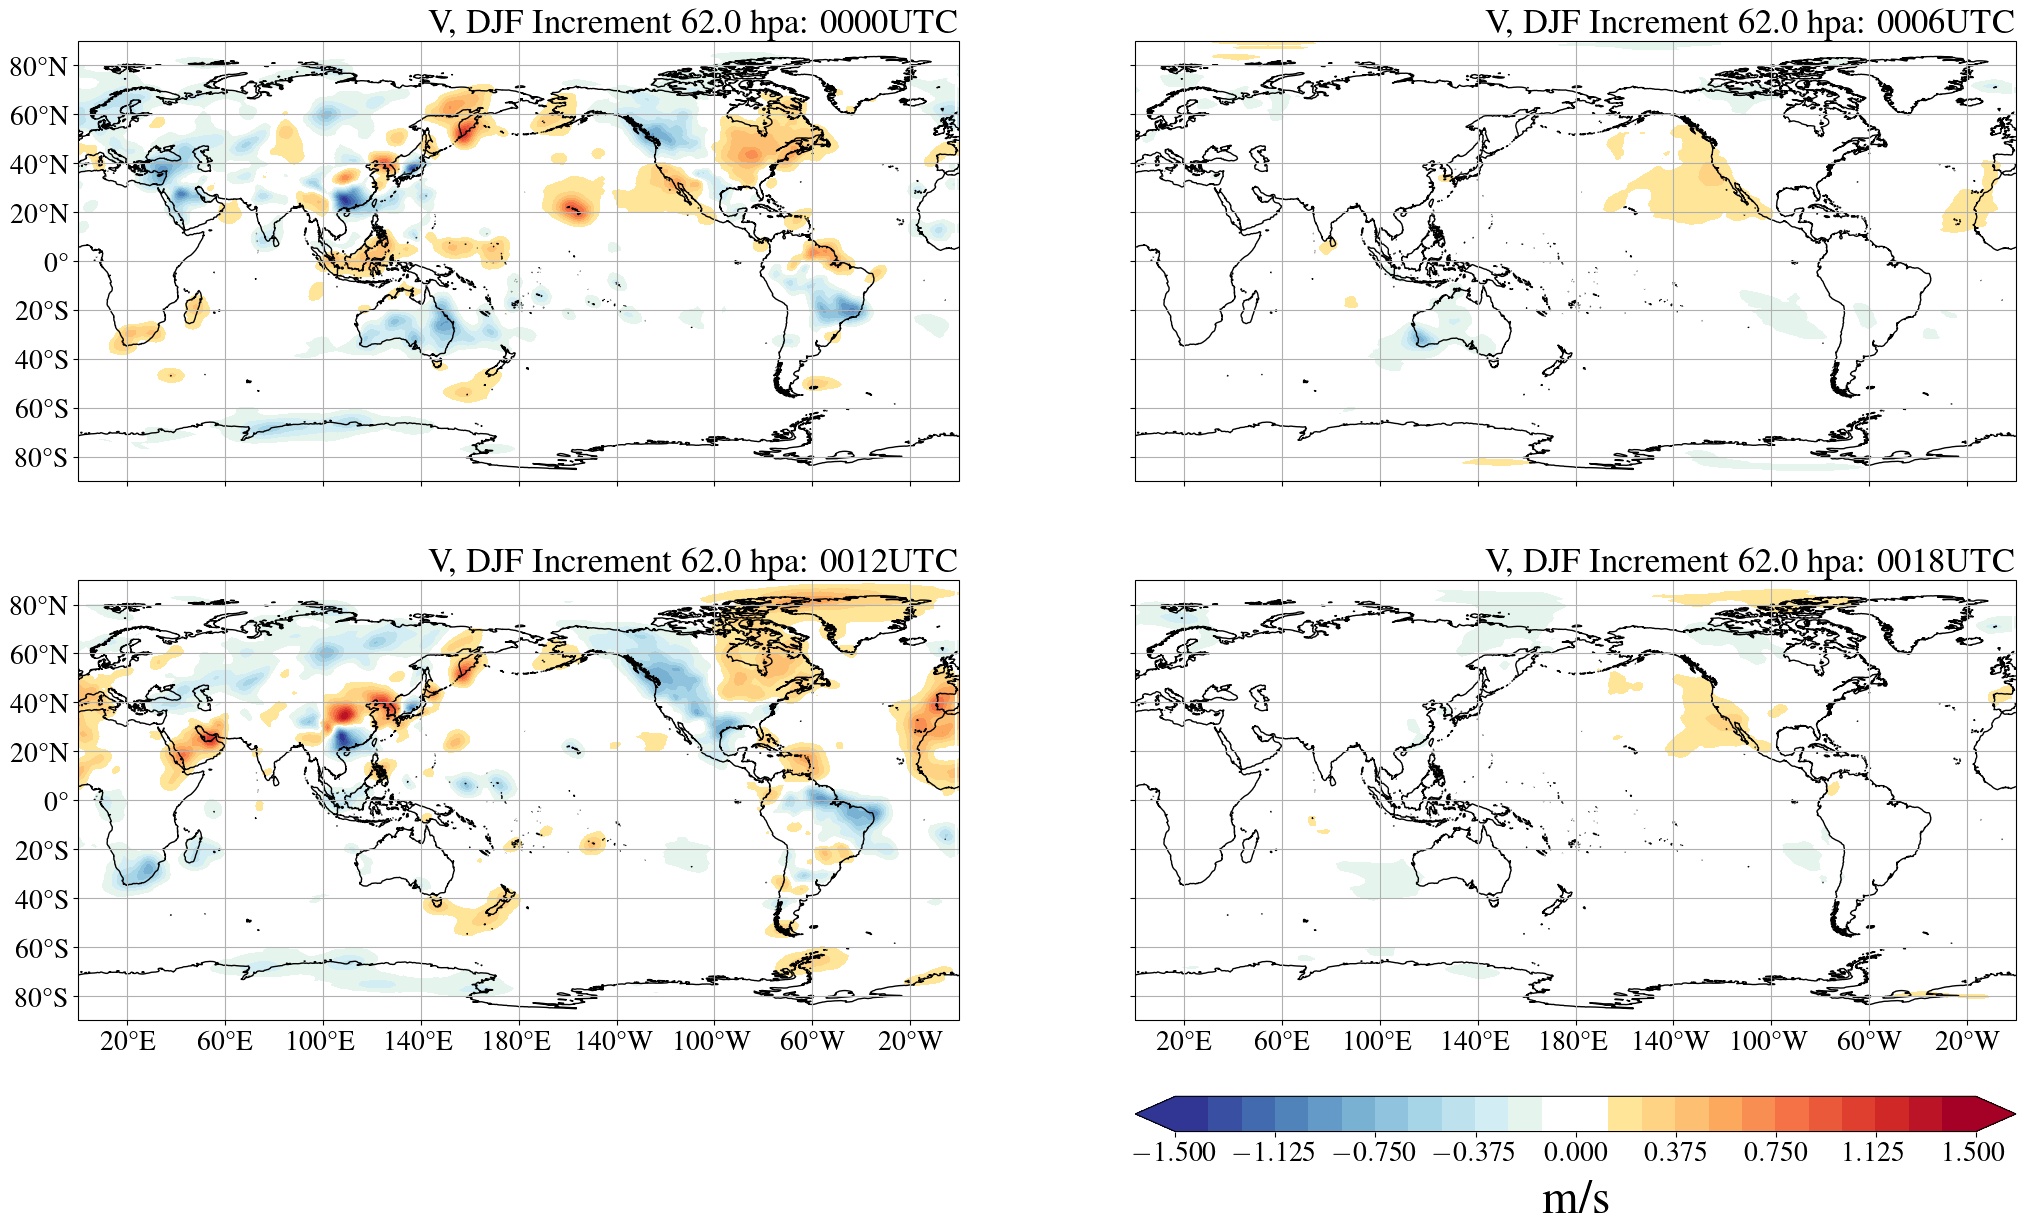 V, DJF Increment 62.0 hpa: 0000UTC
V, DJF Increment 62.0 hpa: 0006UTC
80°N
60°N
40°N
20°N
0°
20°S
40°S
60°S
80°S
V, DJF Increment 62.0 hpa: 0012UTC
V, DJF Increment 62.0 hpa: 0018UTC
80°N
60°N
40°N
20°N
0°
20°S
40°S
60°S
80°S
20°E 60°E 100°E 140°E 180°W 140°W 100°W 60°W 20°W
20°E 60°E 100°E 140°E 180°W 140°W 100°W 60°W 20°W
−1.500 −1.125 −0.750 −0.375 0.000 0.375 0.750 1.125 1.500
m/s